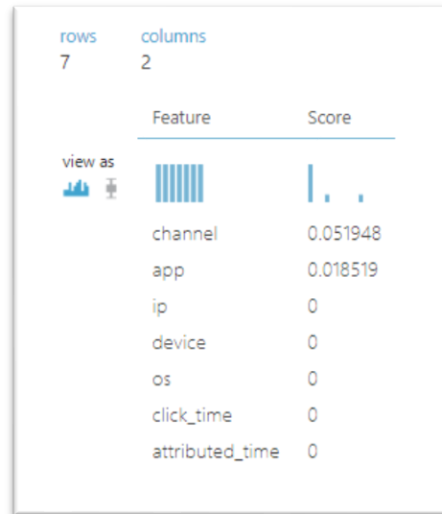 rows columns
7 2
Feature Score
view as
channel 0.051948
app 0.018519
ip 0
device 0
os 0
click_time 0
attributed_time 0